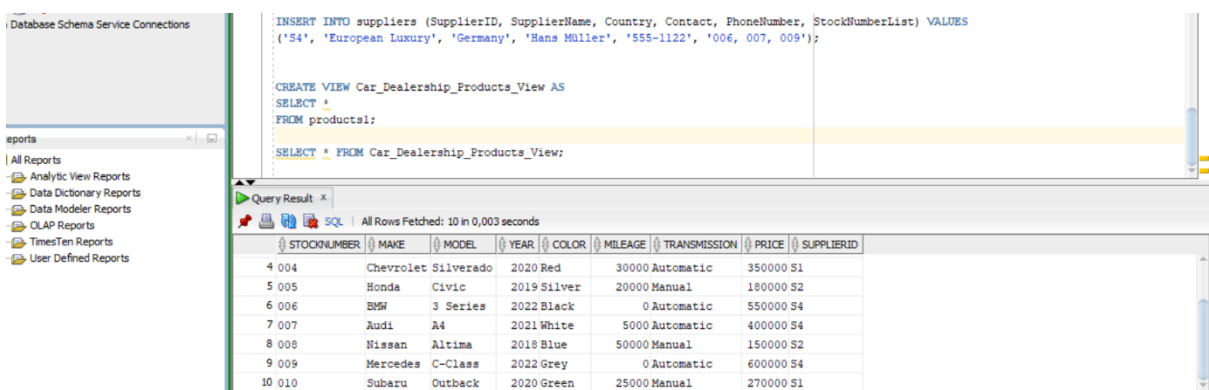 Database Schema Service Connections
INSERT INTO suppliers (SupplierID, SupplierName, Country, Contact, PhoneNumber, StockNumberList) VALUES
('S4', 'European Luxury', 'Germany', 'Hans Müller', '555-1122', '006, 007, 009');
CREATE VIEW Car_Dealership_Products_View AS
SELECT *
FROM products1;
SELECT * FROM Car_Dealership_Products_View;
eports
All Reports
Analytic View Reports
Data Dictionary Reports
Data Modeler Reports
OLAP Reports
TimesTen Reports
User Defined Reports
Query Result
SQL | All Rows Fetched: 10 in 0,003 seconds
STOCKNUMBER MAKE MODEL YEAR COLOR MILEAGE TRANSMISSION PRICE SUPPLIERID
4 004 Chevrolet Silverado 2020 Red 30000 Automatic 350000 S1
5 005 Honda Civic 2019 Silver 20000 Manual 180000 S2
6 006 BMW 3 Series 2022 Black 0 Automatic 550000 S4
7 007 Audi A4 2021 White 5000 Automatic 400000 S4
8 008 Nissan Altima 2018 Blue 50000 Manual 150000 S2
9 009 Mercedes C-Class 2022 Grey 0 Automatic 600000 S4
10 010 Subaru Outback 2020 Green 25000 Manual 270000 S1